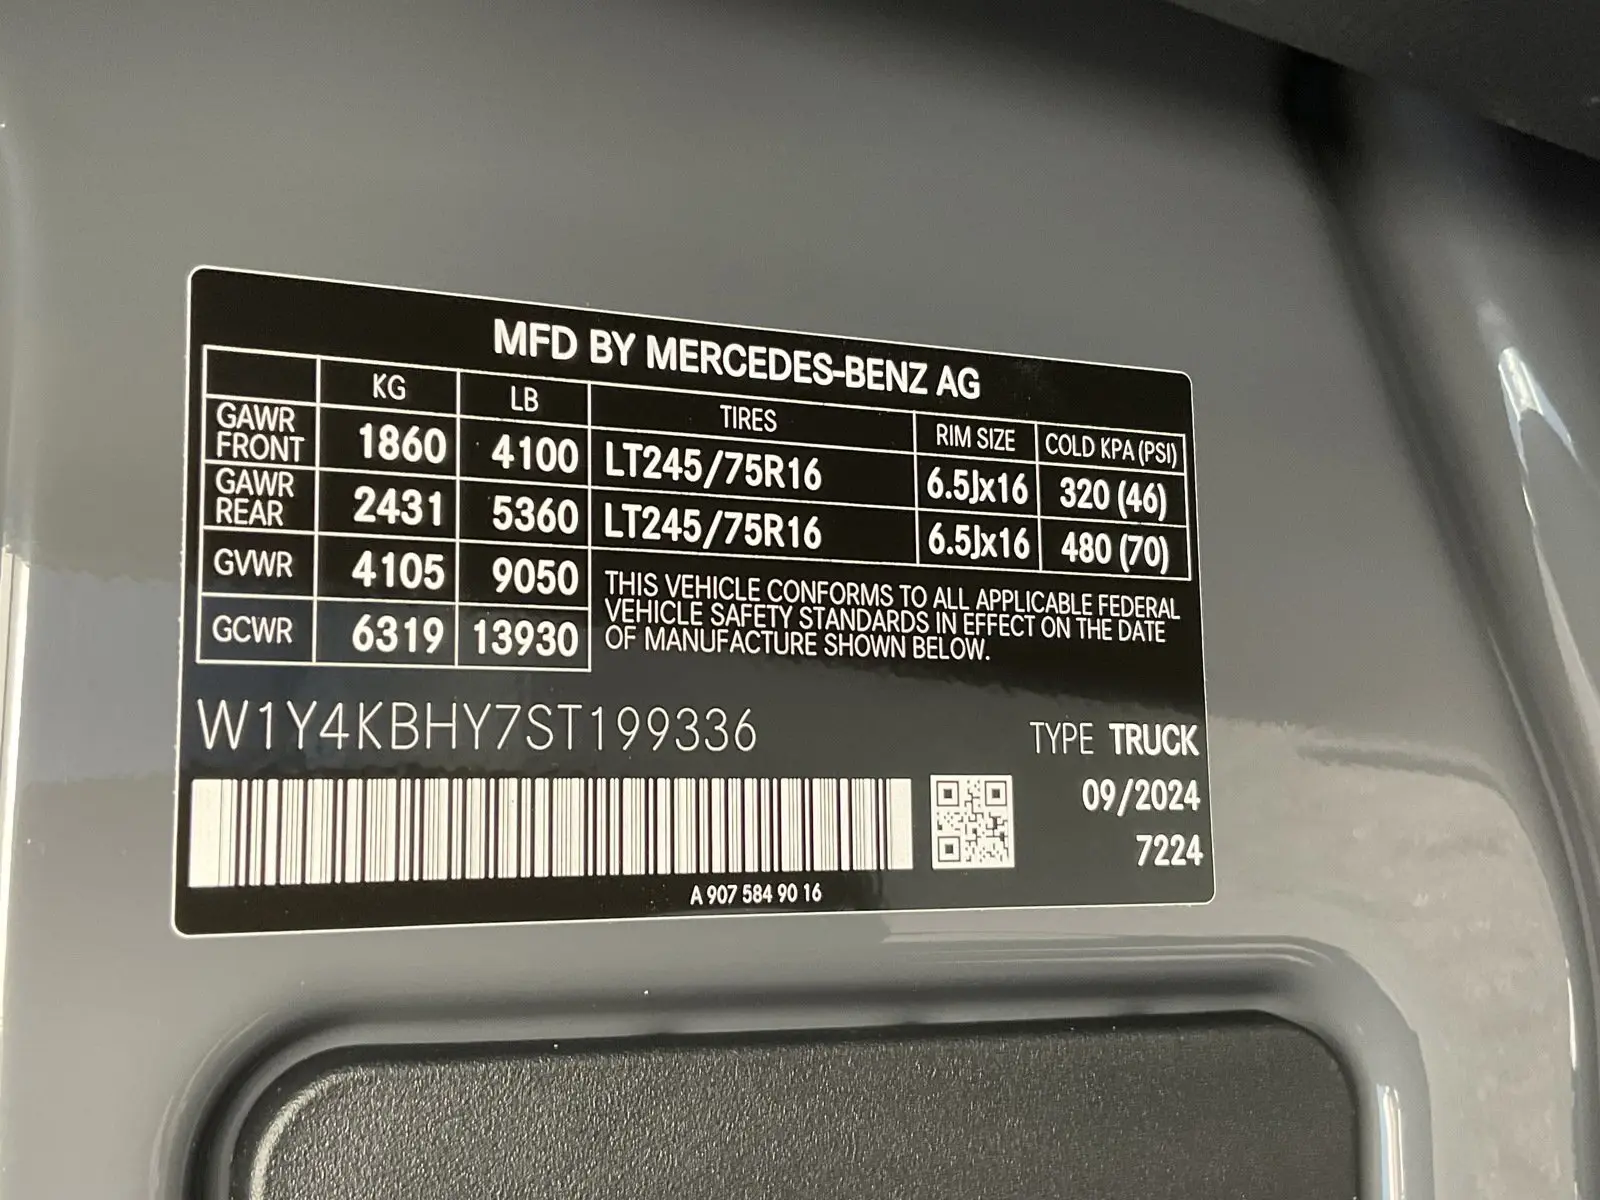 MFD BY MERCEDES-BENZ AG
KG LB TIRES RIM SIZE COLD KPA (PSI)
GAWR FRONT 1860 4100 LT245/75R16 6.5Jx16 320 (46)
GAWR REAR 2431 5360 LT245/75R16 6.5Jx16 480 (70)
GVWR 4105 9050
GCWR 6319 13930
THIS VEHICLE CONFORMS TO ALL APPLICABLE FEDERAL
VEHICLE SAFETY STANDARDS IN EFFECT ON THE DATE
OF MANUFACTURE SHOWN BELOW.
W1Y4KBHY7ST199336
TYPE TRUCK
09/2024
7224
A 907 584 90 16